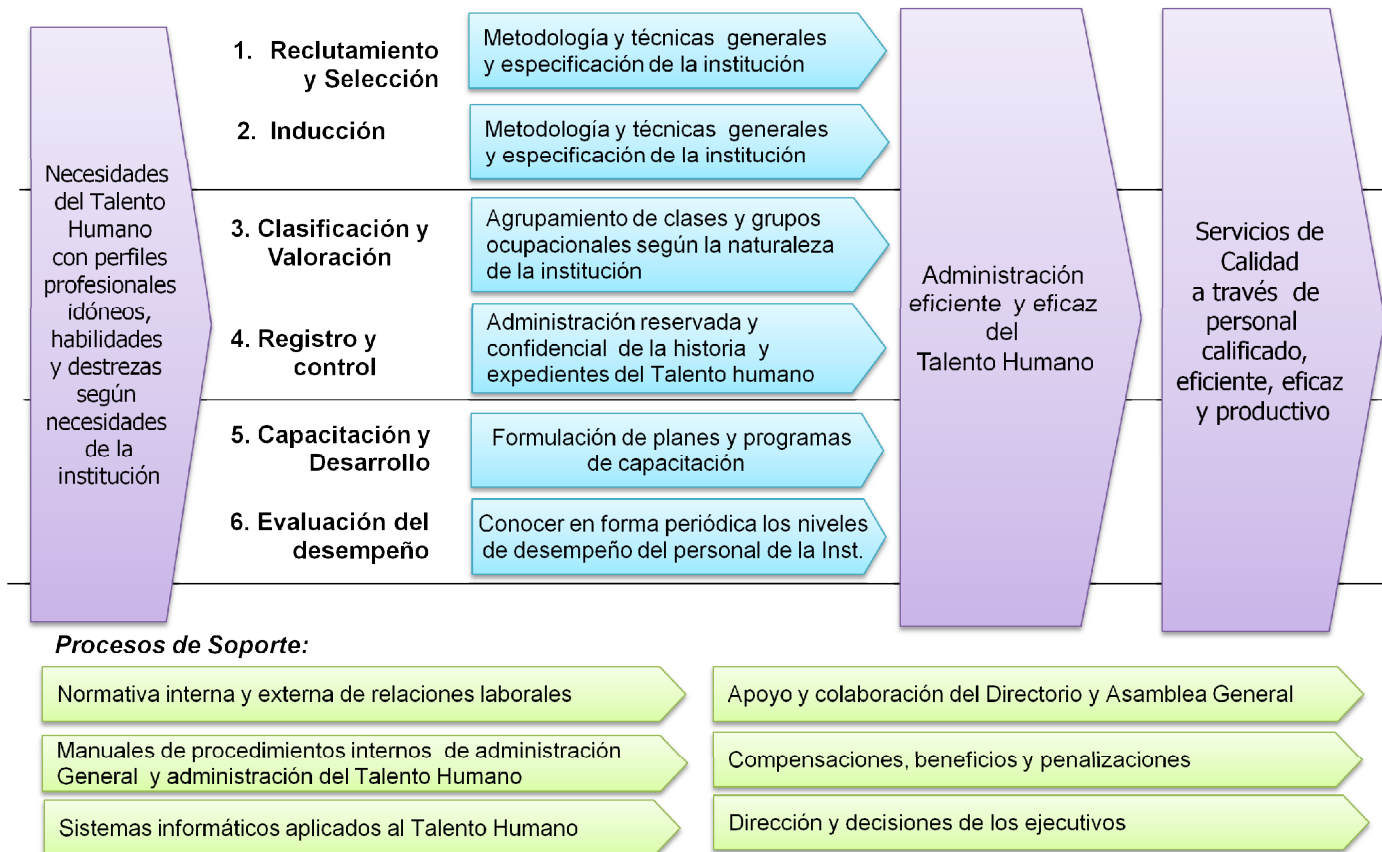 Necesidades
del Talento
Humano
con perfiles
profesionales
idóneos,
habilidades
y destrezas
según
necesidades
de la
institución
1. Reclutamiento
y Selección
Metodología y técnicas generales
y especificación de la institución
2. Inducción
Metodología y técnicas generales
y especificación de la institución
3. Clasificación y
Valoración
Agrupamiento de clases y grupos
ocupacionales según la naturaleza
de la institución
4. Registro y
control
Administración reservada y
confidencial de la historia y
expedientes del Talento humano
5. Capacitación y
Desarrollo
Formulación de planes y programas
de capacitación
6. Evaluación del
desempeño
Conocer en forma periódica los niveles
de desempeño del personal de la Inst.
Administración
eficiente y eficaz
del
Talento Humano
Servicios de
Calidad
a través de
personal
calificado,
eficiente, eficaz
y productivo
Procesos de Soporte:
Normativa interna y externa de relaciones laborales
Manuales de procedimientos internos de administración
General y administración del Talento Humano
Sistemas informáticos aplicados al Talento Humano
Apoyo y colaboración del Directorio y Asamblea General
Compensaciones, beneficios y penalizaciones
Dirección y decisiones de los ejecutivos